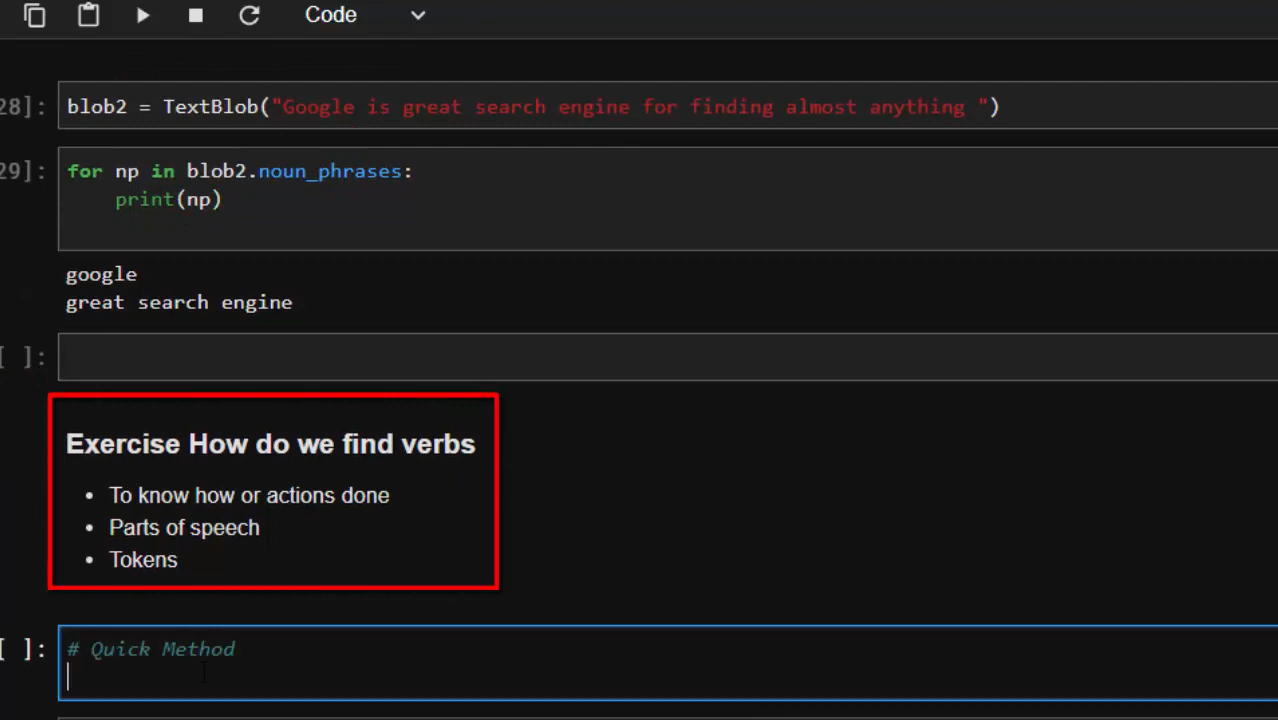 Code
28]: blob2 = TextBlob("Google is great search engine for finding almost anything ")
29]: for np in blob2.noun_phrases:
print(np)
google
great search engine
[ ]:
Exercise How do we find verbs
• To know how or actions done
• Parts of speech
• Tokens
[ ]: # Quick Method